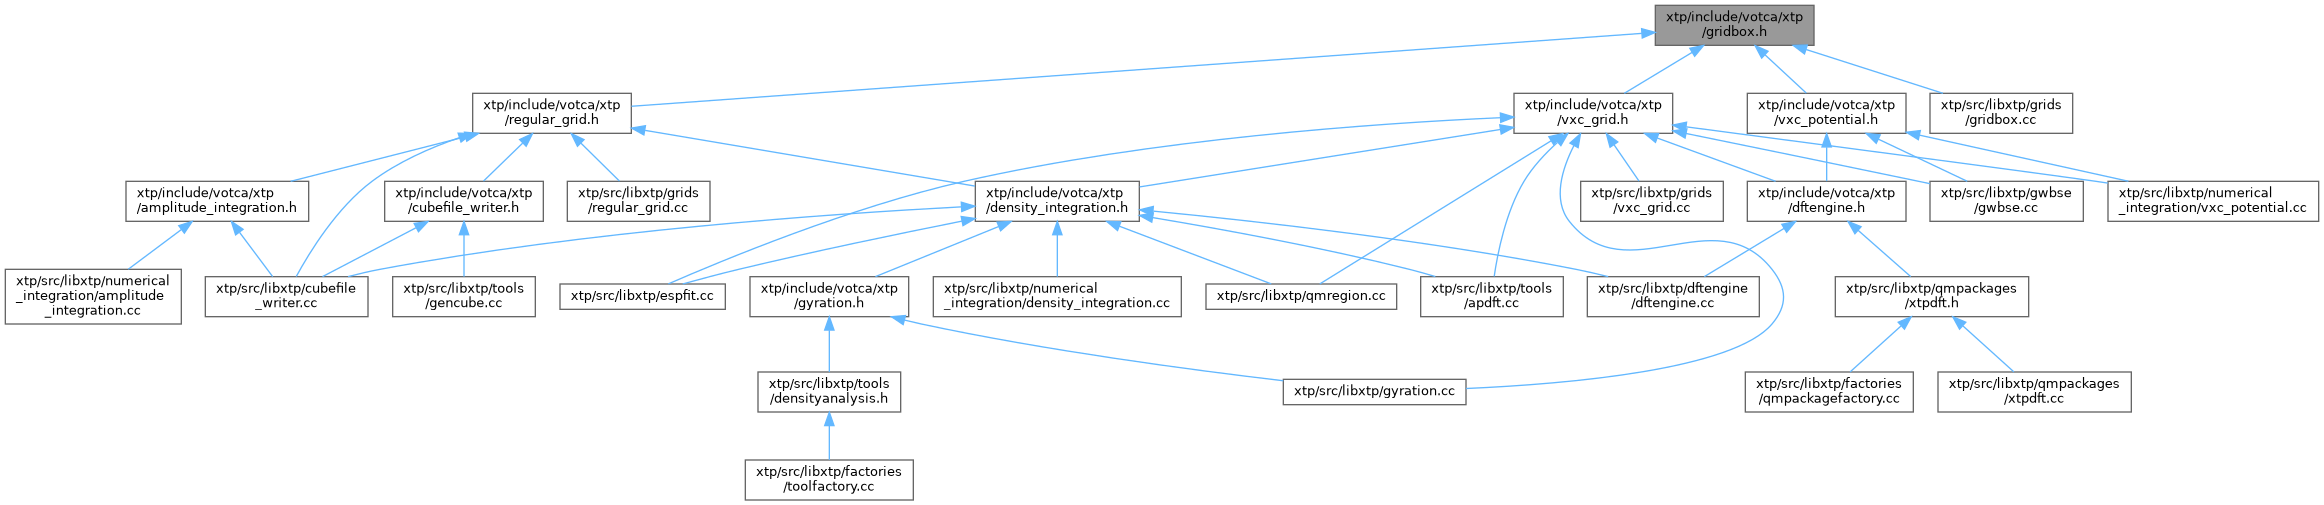 xtp/include/votca/xtp
/gridbox.h
xtp/include/votca/xtp
/regular_grid.h
xtp/include/votca/xtp
/vxc_grid.h
xtp/include/votca/xtp
/vxc_potential.h
xtp/src/libxtp/grids
/gridbox.cc
xtp/include/votca/xtp
/amplitude_integration.h
xtp/include/votca/xtp
/cubefile_writer.h
xtp/src/libxtp/grids
/regular_grid.cc
xtp/include/votca/xtp
/density_integration.h
xtp/src/libxtp/grids
/vxc_grid.cc
xtp/include/votca/xtp
/dftengine.h
xtp/src/libxtp/gwbse
/gwbse.cc
xtp/src/libxtp/numerical
_integration/vxc_potential.cc
xtp/src/libxtp/numerical
_integration/amplitude
_integration.cc
xtp/src/libxtp/cubefile
_writer.cc
xtp/src/libxtp/tools
/gencube.cc
xtp/src/libxtp/espfit.cc
xtp/include/votca/xtp
/gyration.h
xtp/src/libxtp/numerical
_integration/density_integration.cc
xtp/src/libxtp/qmregion.cc
xtp/src/libxtp/tools
/apdft.cc
xtp/src/libxtp/dftengine
/dftengine.cc
xtp/src/libxtp/qmpackages
/xtpdft.h
xtp/src/libxtp/tools
/densityanalysis.h
xtp/src/libxtp/gyration.cc
xtp/src/libxtp/factories
/qmpackagefactory.cc
xtp/src/libxtp/qmpackages
/xtpdft.cc
xtp/src/libxtp/factories
/toolfactory.cc